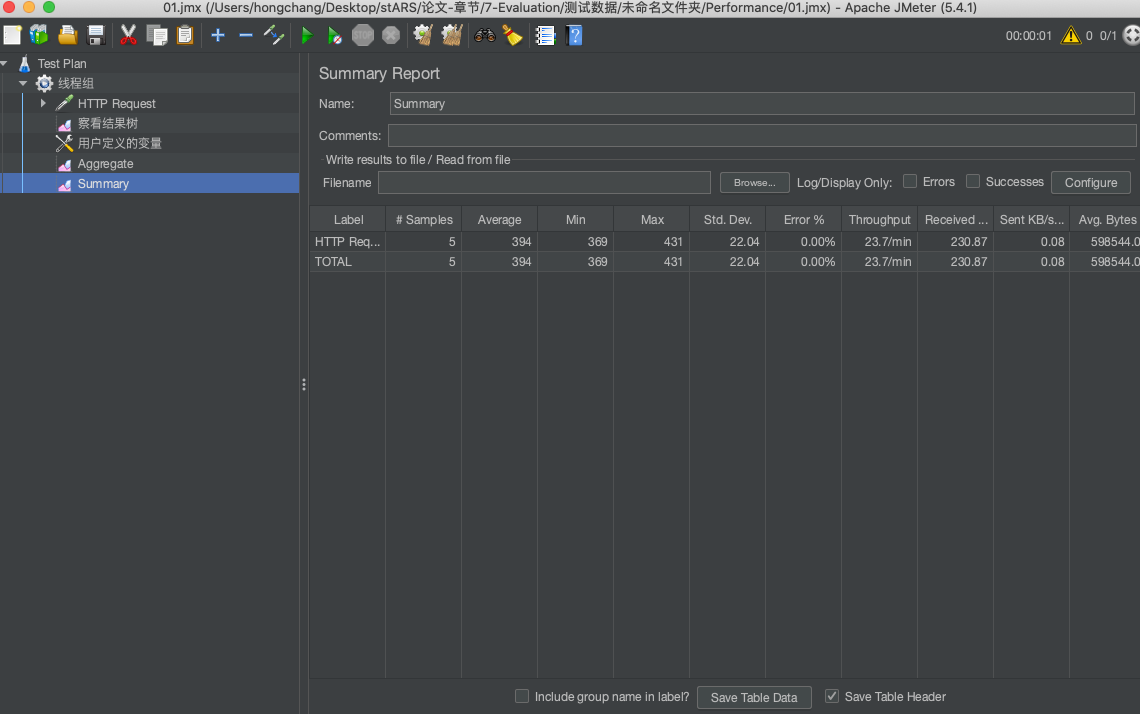 01.jmx (/Users/hongchang/Desktop/stARS/论文-章节/7-Evaluation/测试数据/未命名文件夹/Performance/01.jmx) - Apache JMeter (5.4.1)
STOP
00:00:01 0 0/1
Test Plan
线程组
HTTP Request
察看结果树
用户定义的变量
Aggregate
Summary
Summary Report
Name: Summary
Comments:
Write results to file / Read from file
Filename Browse... Log/Display Only: Errors Successes Configure
Label # Samples Average Min Max Std. Dev. Error % Throughput Received ... Sent KB/s... Avg. Bytes
HTTP Req... 5 394 369 431 22.04 0.00% 23.7/min 230.87 0.08 598544.0
TOTAL 5 394 369 431 22.04 0.00% 23.7/min 230.87 0.08 598544.0
Include group name in label? Save Table Data Save Table Header